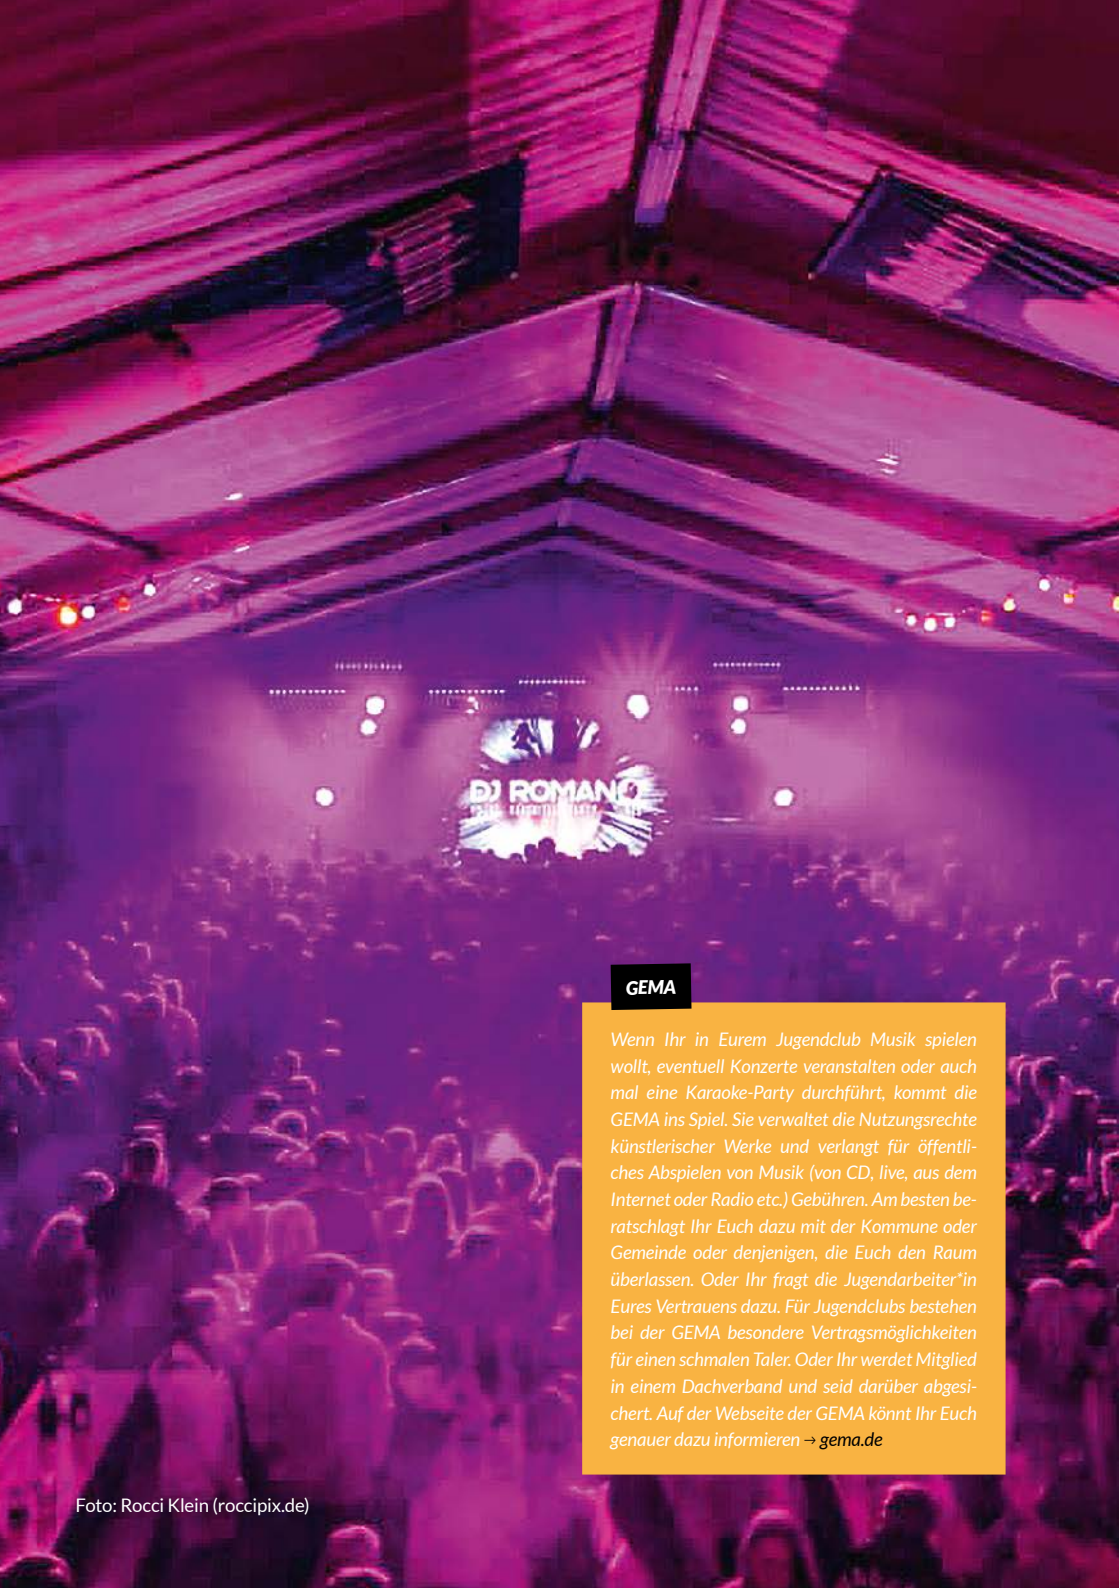 DJ ROMANO
GEMA
Wenn Ihr in Eurem Jugendclub Musik spielen
wollt, eventuell Konzerte veranstalten oder auch
mal eine Karaoke-Party durchführt, kommt die
GEMA ins Spiel. Sie verwaltet die Nutzungsrechte
künstlerischer Werke und verlangt für öffentli-
ches Abspielen von Musik (von CD, live, aus dem
Internet oder Radio etc.) Gebühren. Am besten be-
ratschlagt Ihr Euch dazu mit der Kommune oder
Gemeinde oder denjenigen, die Euch den Raum
überlassen. Oder Ihr fragt die Jugendarbeiter*in
Eures Vertrauens dazu. Für Jugendclubs bestehen
bei der GEMA besondere Vertragsmöglichkeiten
für einen schmalen Taler. Oder Ihr werdet Mitglied
in einem Dachverband und seid darüber abgesi-
chert. Auf der Webseite der GEMA könnt Ihr Euch
genauer dazu informieren → gema.de
Foto: Rocci Klein (roccipix.de)